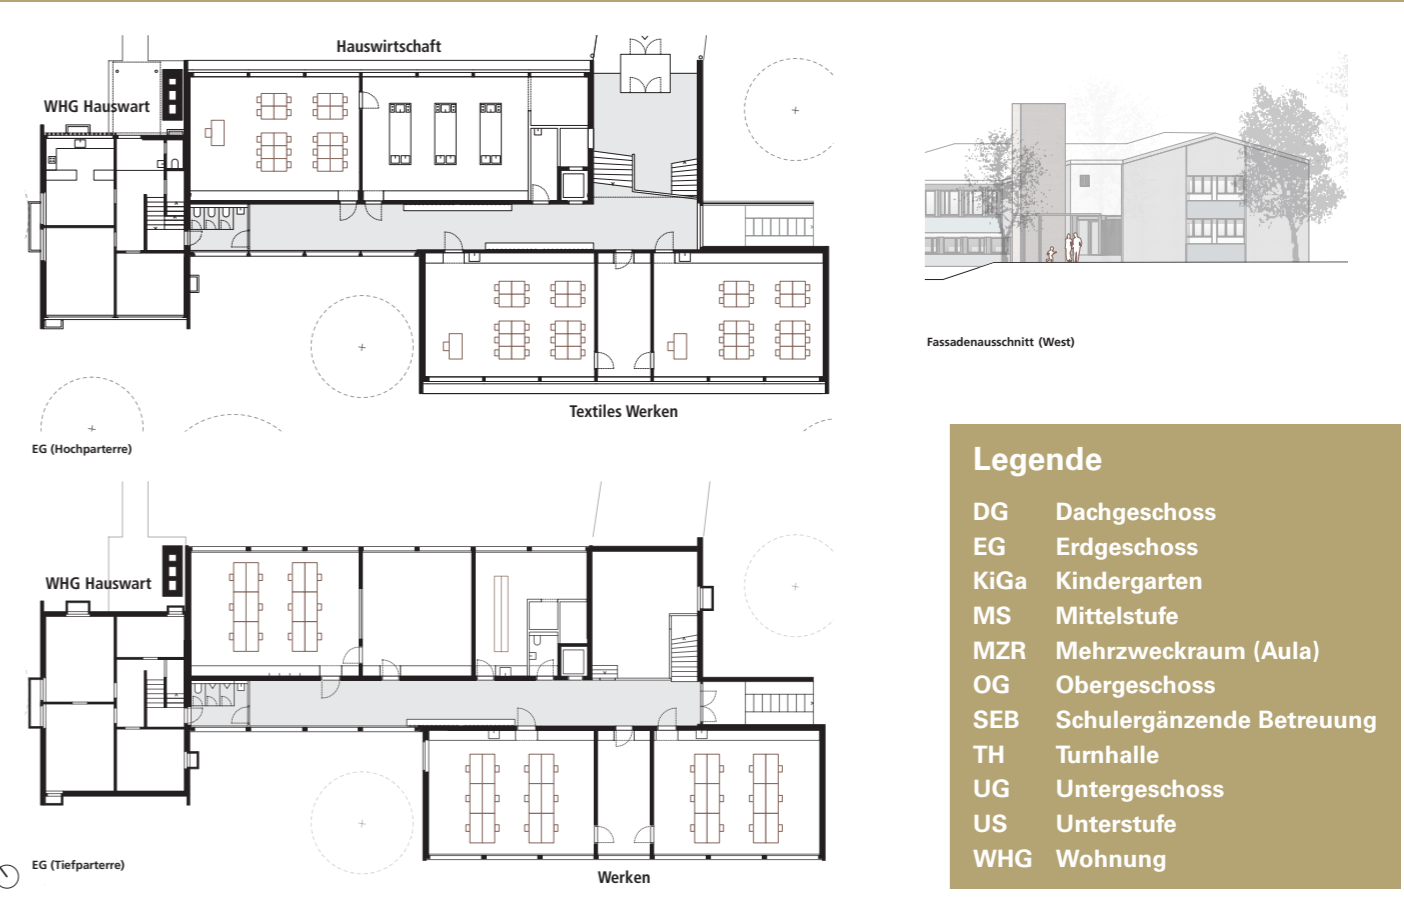 Hauswirtschaft
WHG Hauswart
Textiles Werken
EG (Hochparterre)
Fassadenausschnitt (West)
WHG Hauswart
EG (Tiefparterre)
Werken
Legende
DG Dachgeschoss
EG Erdgeschoss
KiGa Kindergarten
MS Mittelstufe
MZR Mehrzweckraum (Aula)
OG Obergeschoss
SEB Schulergänzende Betreuung
TH Turnhalle
UG Untergeschoss
US Unterstufe
WHG Wohnung